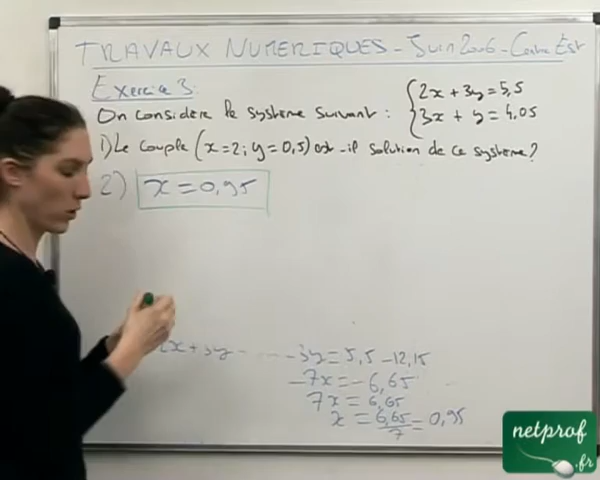 TRAVAUX NUMERIQUES - Juin 2006 - Centre Est
Exercice 3:
On considère le système suivant : { 2x + 3y = 5,5
3x + y = 4,05
1) Le couple (x = 2 ; y = 0,5) est-il solution de ce système ?
2) x = 0,95
2x + 3y - 3y = 5,5 - 12,15
-7x = -6,65
7x = 6,65
x = 6,65/7 = 0,95
netprof
.fr